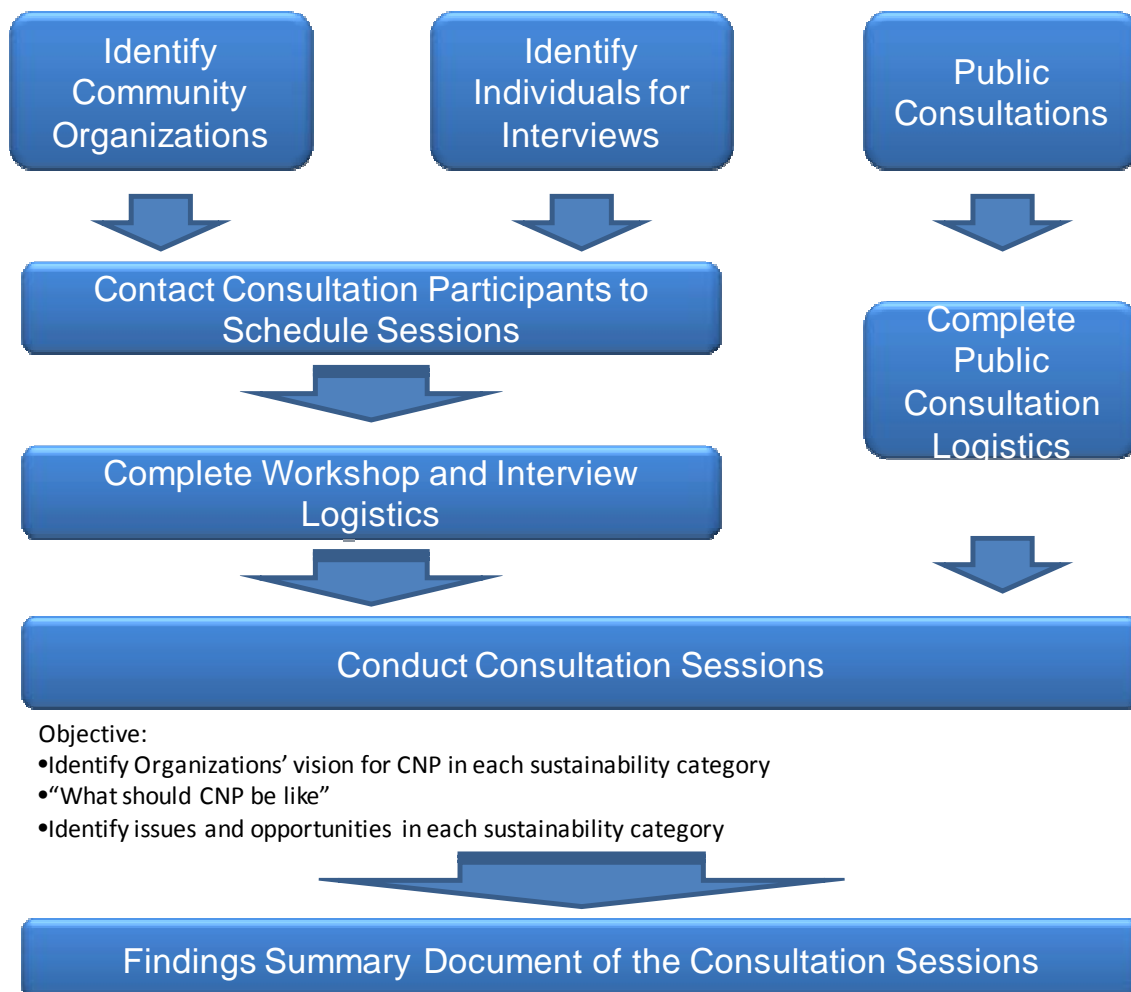 Identify
Community
Organizations
Identify
Individuals for
Interviews
Public
Consultations
Contact Consultation Participants to
Schedule Sessions
Complete
Public
Consultation
Logistics
Complete Workshop and Interview
Logistics
Conduct Consultation Sessions
Objective:
•Identify Organizations’ vision for CNP in each sustainability category
•“What should CNP be like”
•Identify issues and opportunities in each sustainability category
Findings Summary Document of the Consultation Sessions